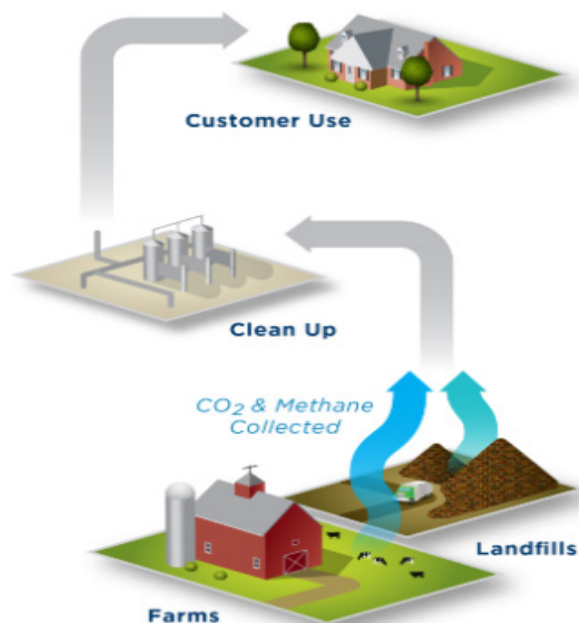 Customer Use
Clean Up
CO₂ & Methane
Collected
Landfills
Farms